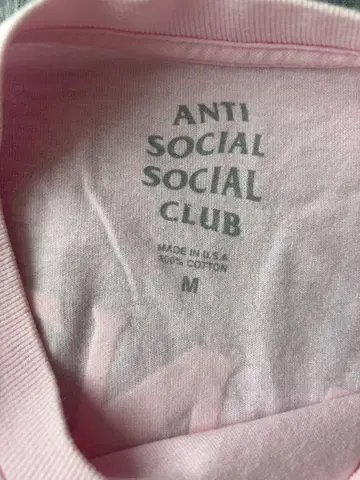 ANTI
SOCIAL
SOCIAL
CLUB
MADE IN U.S.A
100% COTTON
M